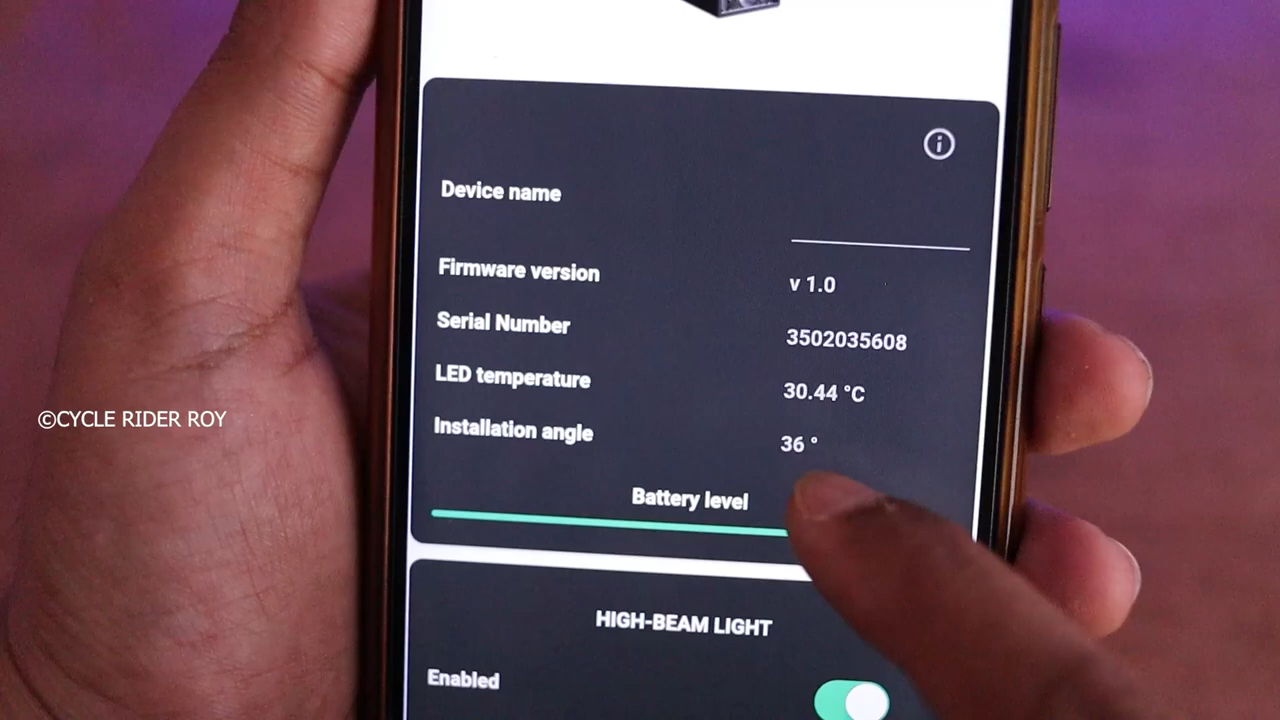 Device name
Firmware version v 1.0
Serial Number 3502035608
LED temperature 30.44 °C
Installation angle 36 °
©CYCLE RIDER ROY
Battery level
HIGH-BEAM LIGHT
Enabled